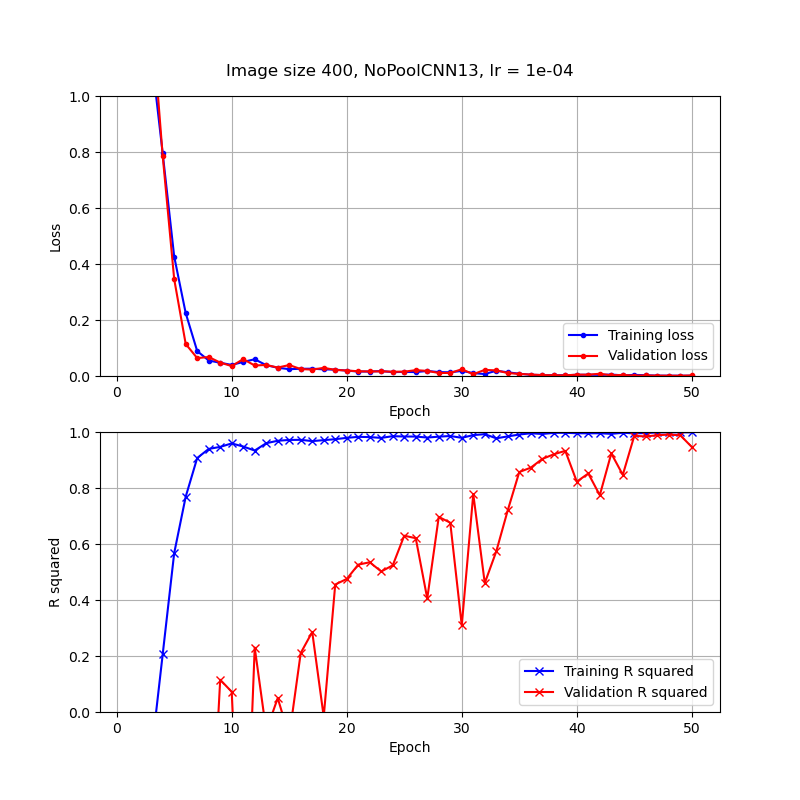 Image size 400, NoPoolCNN13, lr = 1e-04
1.0
0.8
0.6
0.4
0.2
0.0
Loss
Training loss
Validation loss
0 10 20 30 40 50
Epoch
1.0
0.8
0.6
0.4
0.2
0.0
R squared
Training R squared
Validation R squared
0 10 20 30 40 50
Epoch